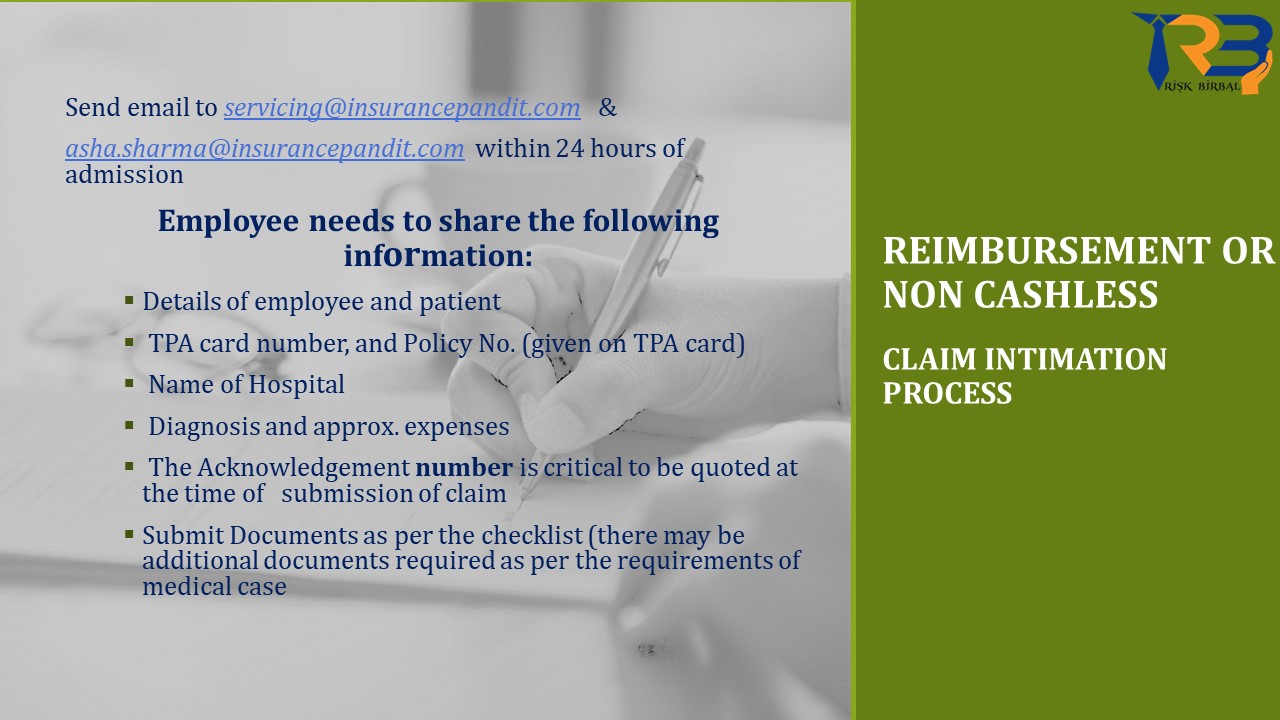 Send email to servicing@insurancepandit.com &
asha.sharma@insurancepandit.com within 24 hours of
admission
Employee needs to share the following
information:
▪ Details of employee and patient
▪ TPA card number, and Policy No. (given on TPA card)
▪ Name of Hospital
▪ Diagnosis and approx. expenses
▪ The Acknowledgement number is critical to be quoted at
the time of submission of claim
▪ Submit Documents as per the checklist (there may be
additional documents required as per the requirements of
medical case
RB
RISK BIRBAL
REIMBURSEMENT OR
NON CASHLESS
CLAIM INTIMATION
PROCESS